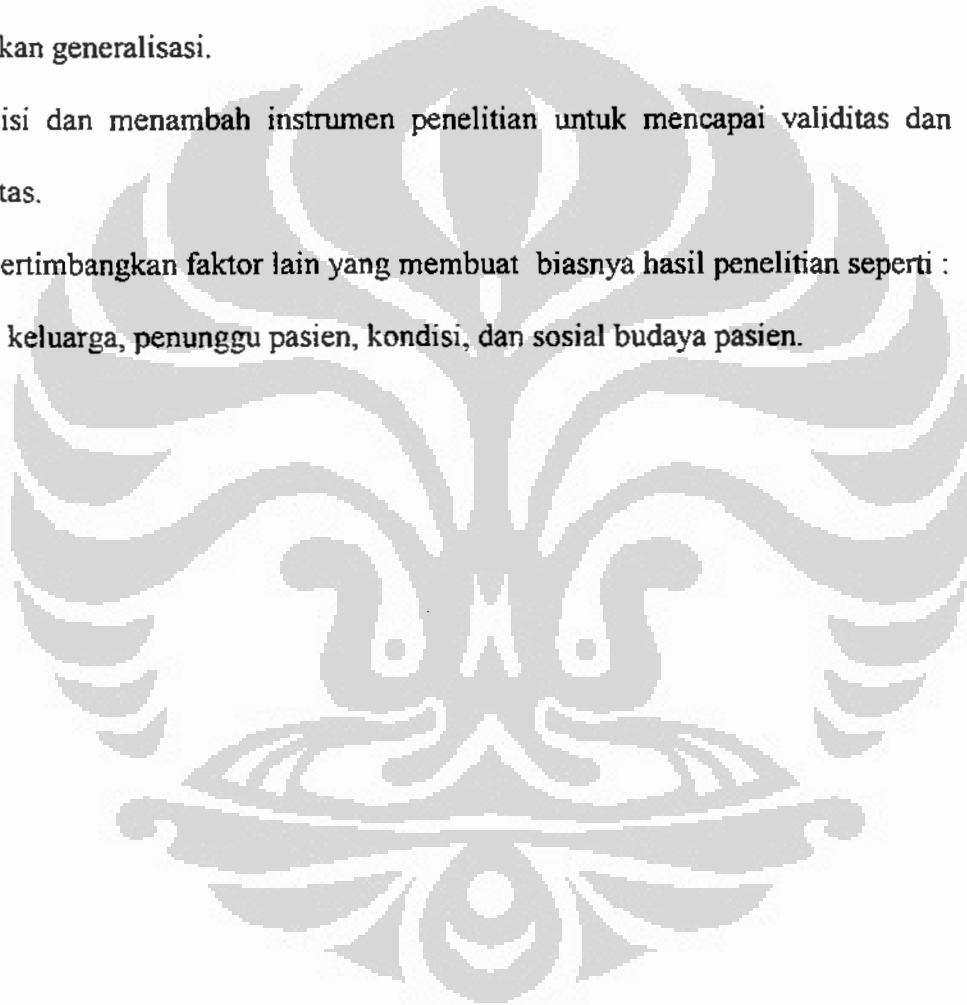 kan generalisasi.
isi dan menambah instrumen penelitian untuk mencapai validitas dan
tas.
ertimbangkan faktor lain yang membuat biasnya hasil penelitian seperti :
keluarga, penunggu pasien, kondisi, dan sosial budaya pasien.